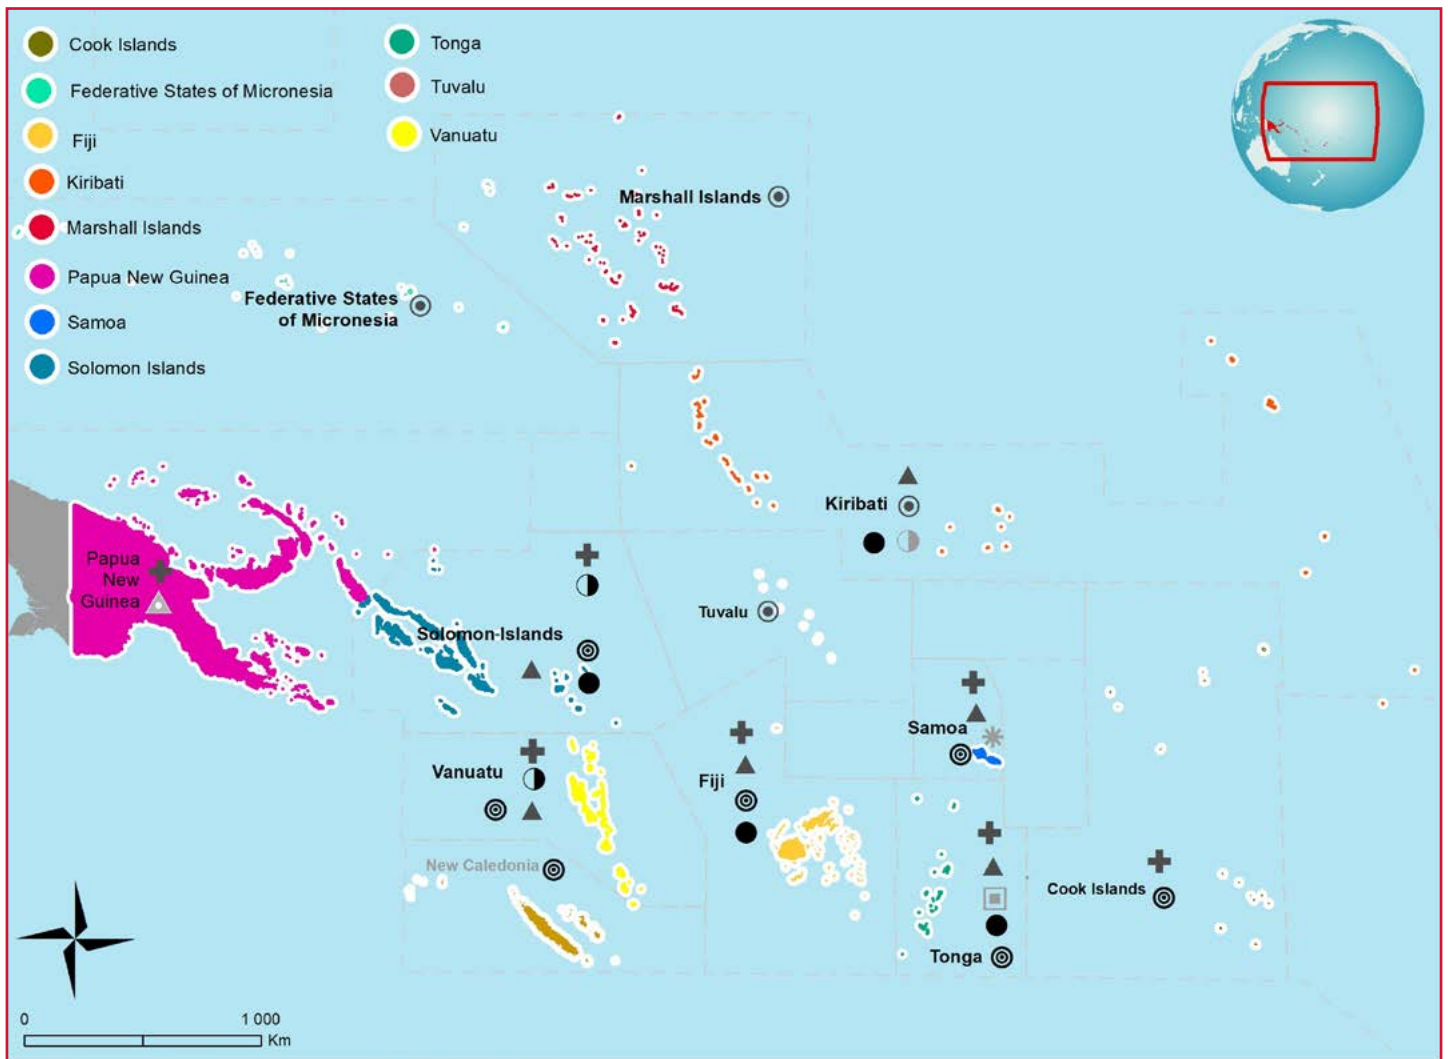 Cook Islands
Federative States of Micronesia
Fiji
Kiribati
Marshall Islands
Papua New Guinea
Samoa
Solomon Islands
Tonga
Tuvalu
Vanuatu
Marshall Islands
Federative States
of Micronesia
Kiribati
Papua
New
Guinea
Tuvalu
Solomon-Islands
Samoa
Vanuatu
Fiji
New Caledonia
Cook Islands
Tonga
0 1 000
Km